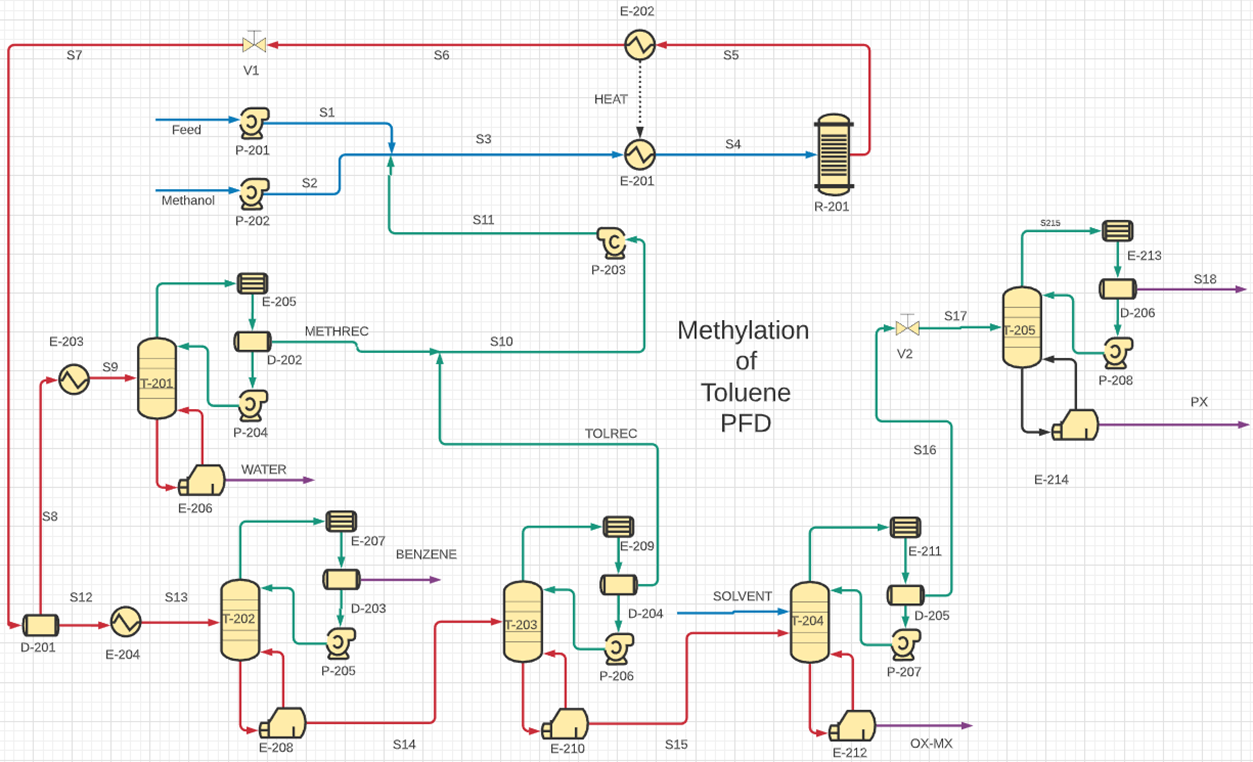 E-202
S7
S6
S5
V1
HEAT
Feed
S1
P-201
S3
S4
E-201
Methanol
S2
P-202
R-201
S11
P-203
S215
E-213
S18
D-206
E-205
METHREC
S10
D-202
E-203
S9
T-201
P-204
Methylation
of
Toluene
PFD
S17
V2
T-205
P-208
PX
TOLREC
S16
WATER
E-206
E-214
S8
E-207
BENZENE
E-209
E-211
S12
S13
D-203
D-204
SOLVENT
D-205
T-202
T-203
T-204
D-201
E-204
P-205
P-206
P-207
E-208
S14
E-210
S15
E-212
OX-MX